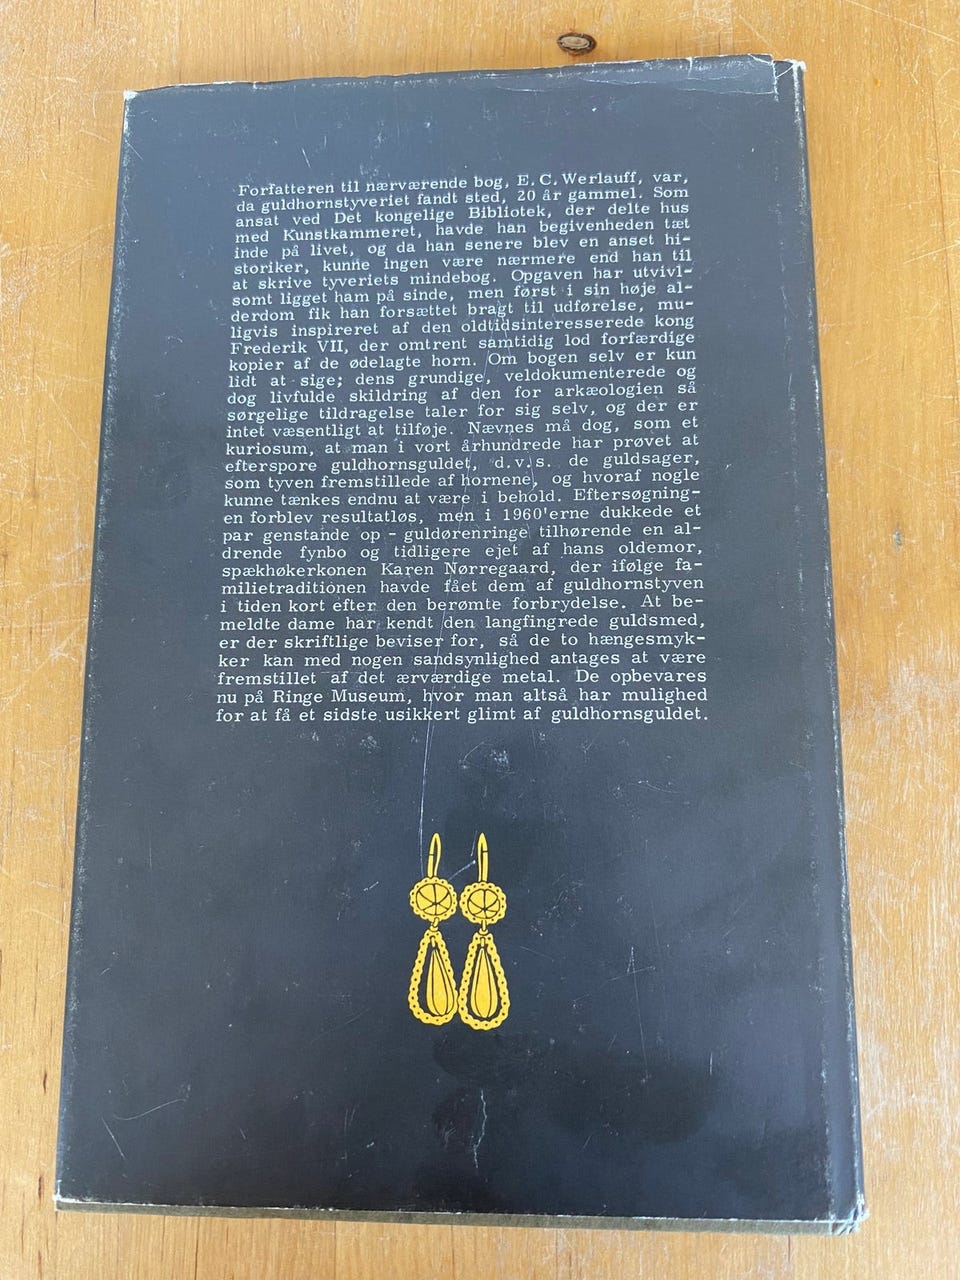 Forfatteren til nærværende bog, E.C.Werlauff, var,
da guldhornstyveriet fandt sted, 20 år gammel. Som
ansat ved Det kongelige Bibliotek, der delte hus
med Kunstkammeret, havde han begivenheden tæt
inde på livet, og da han senere blev en anset hi-
storiker, kunne ingen være nærmere end han til
at skrive tyveriets mindebog. Opgaven har utvivl-
somt ligget ham på sinde, men først i sin høje al-
derdom fik han forsættet bragt til udførelse, mu-
ligvis inspireret af den oldtidsinteresserede kong
Frederik VII, der omtrent samtidig lod forfærdige
kopier af de ødelagte horn. Om bogen selv er kun
lidt at sige; dens grundige, veldokumenterede og
dog livfulde skildring af den for arkæologien så
sørgelige tildragelse taler for sig selv, og der er
intet væsentligt at tilføje. Nævnes må dog, som et
kuriosum, at man i vort århundrede har prøvet at
efterspore guldhornsguldet, d.v.s. de guldsager,
som tyven fremstillede af hornene, og hvoraf nogle
kunne tænkes endnu at være i behold. Eftersøgning-
en forblev resultatløs, men i 1960'erne dukkede et
par genstande op - guldørenringe tilhørende en al-
drende fynbo og tidligere ejet af hans oldemor,
spækhøkerkonen Karen Nørregaard, der ifølge fa-
milietraditionen havde fået dem af guldhornstyven
i tiden kort efter den berømte forbrydelse. At be-
meldte dame har kendt den langfingrede guldsmed,
er der skriftlige beviser for, så de to hængesmyk-
ker kan med nogen sandsynlighed antages at være
fremstillet af det ærværdige metal. De opbevares
nu på Ringe Museum, hvor man altså har mulighed
for at få et sidste usikkert glimt af guldhornsguldet.